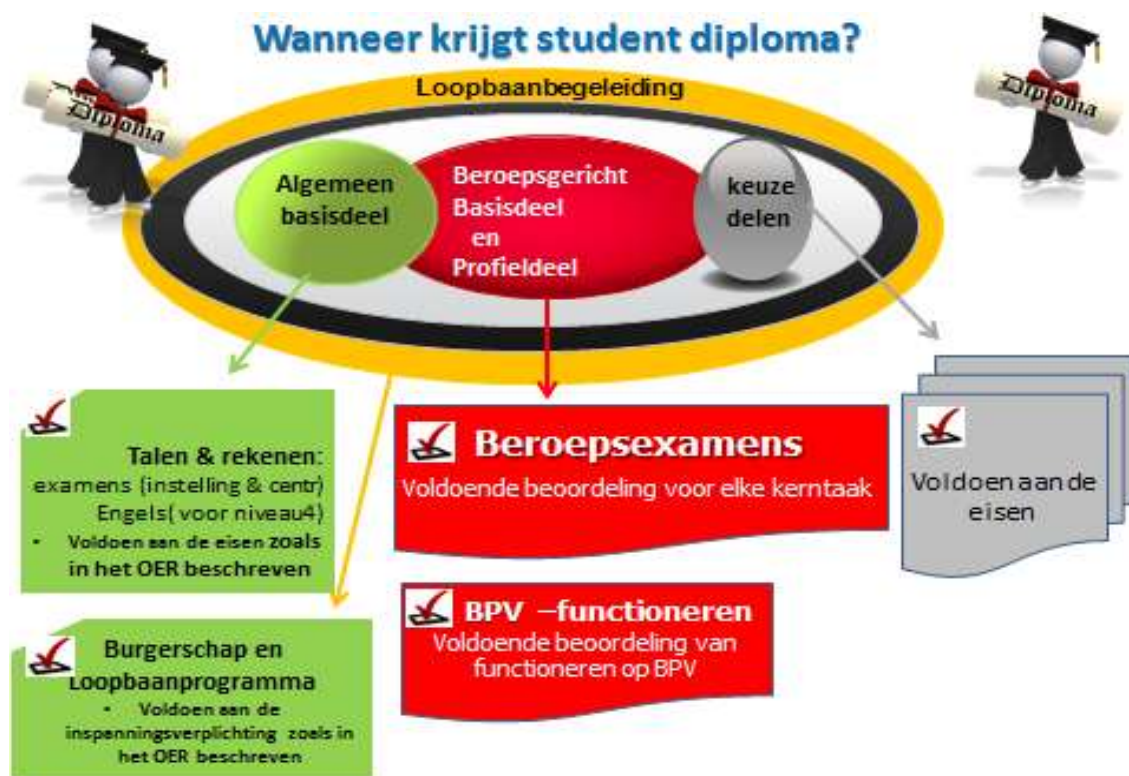 Wanneer krijgt student diploma?
Loopbaanbegeleiding
Diploma
Diploma
Algemeen
basisdeel
Beroepsgericht
Basisdeel
en
Profieldeel
keuze
delen
Talen & rekenen:
examens (instelling & centr)
Engels( voor niveau4)
• Voldoen aan de eisen zoals
in het OER beschreven
Beroepsexamens
Voldoende beoordeling voor elke kerntaak
Voldoen aan de
eisen
BPV –functioneren
Voldoende beoordeling van
functioneren op BPV
Burgerschap en
Loopbaanprogramma
• Voldoen aan de
inspanningsverplichting zoals in
het OER beschreven